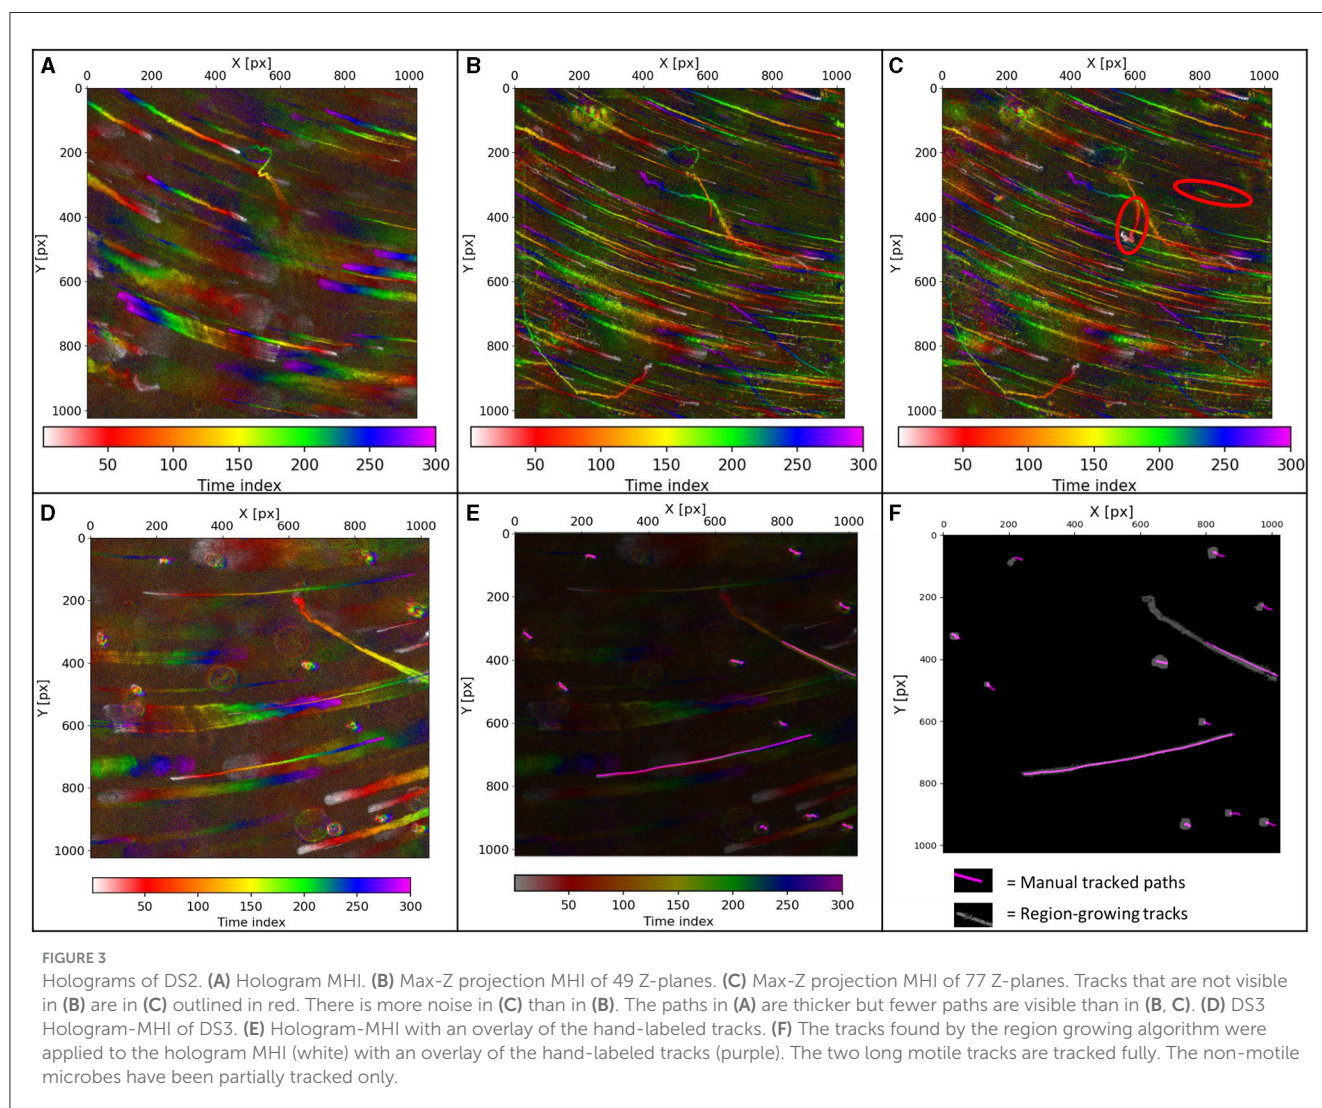 A
X [px]
0 200 400 600 800 1000
0
200
400
600
800
1000
Y [px]
50 100 150 200 250 300
Time index
B
X [px]
0 200 400 600 800 1000
0
200
400
600
800
1000
Y [px]
50 100 150 200 250 300
Time index
C
X [px]
0 200 400 600 800 1000
0
200
400
600
800
1000
Y [px]
50 100 150 200 250 300
Time index
D
X [px]
0 200 400 600 800 1000
0
200
400
600
800
1000
Y [px]
50 100 150 200 250 300
Time index
E
X [px]
0 200 400 600 800 1000
0
200
400
600
800
1000
Y [px]
50 100 150 200 250 300
Time index
F
X [px]
0 200 400 600 800 1000
0
200
400
600
800
1000
Y [px]
= Manual tracked paths
= Region-growing tracks
FIGURE 3
Holograms of DS2. (A) Hologram MHI. (B) Max-Z projection MHI of 49 Z-planes. (C) Max-Z projection MHI of 77 Z-planes. Tracks that are not visible
in (B) are in (C) outlined in red. There is more noise in (C) than in (B). The paths in (A) are thicker but fewer paths are visible than in (B, C). (D) DS3
Hologram-MHI of DS3. (E) Hologram-MHI with an overlay of the hand-labeled tracks. (F) The tracks found by the region growing algorithm were
applied to the hologram MHI (white) with an overlay of the hand-labeled tracks (purple). The two long motile tracks are tracked fully. The non-motile
microbes have been partially tracked only.